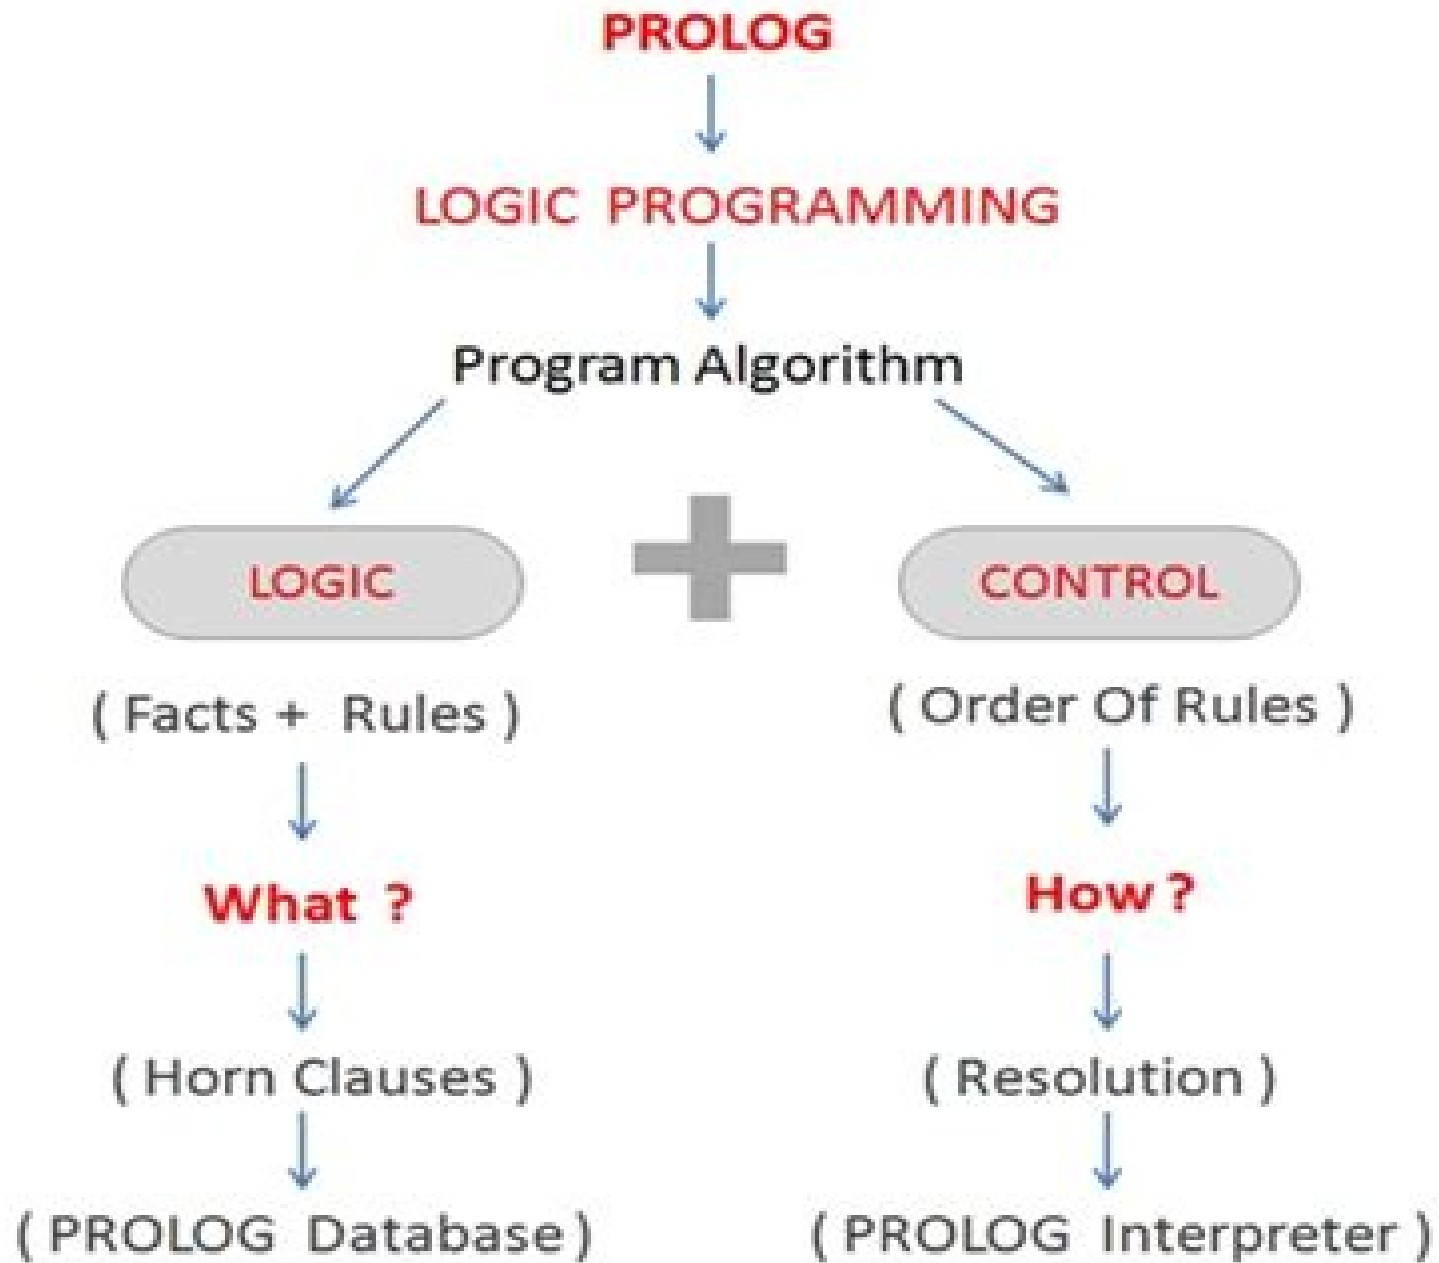 PROLOG
LOGIC PROGRAMMING
Program Algorithm
LOGIC
CONTROL
( Facts + Rules )
( Order Of Rules )
What ?
How ?
( Horn Clauses )
( Resolution )
( PROLOG Database )
( PROLOG Interpreter )